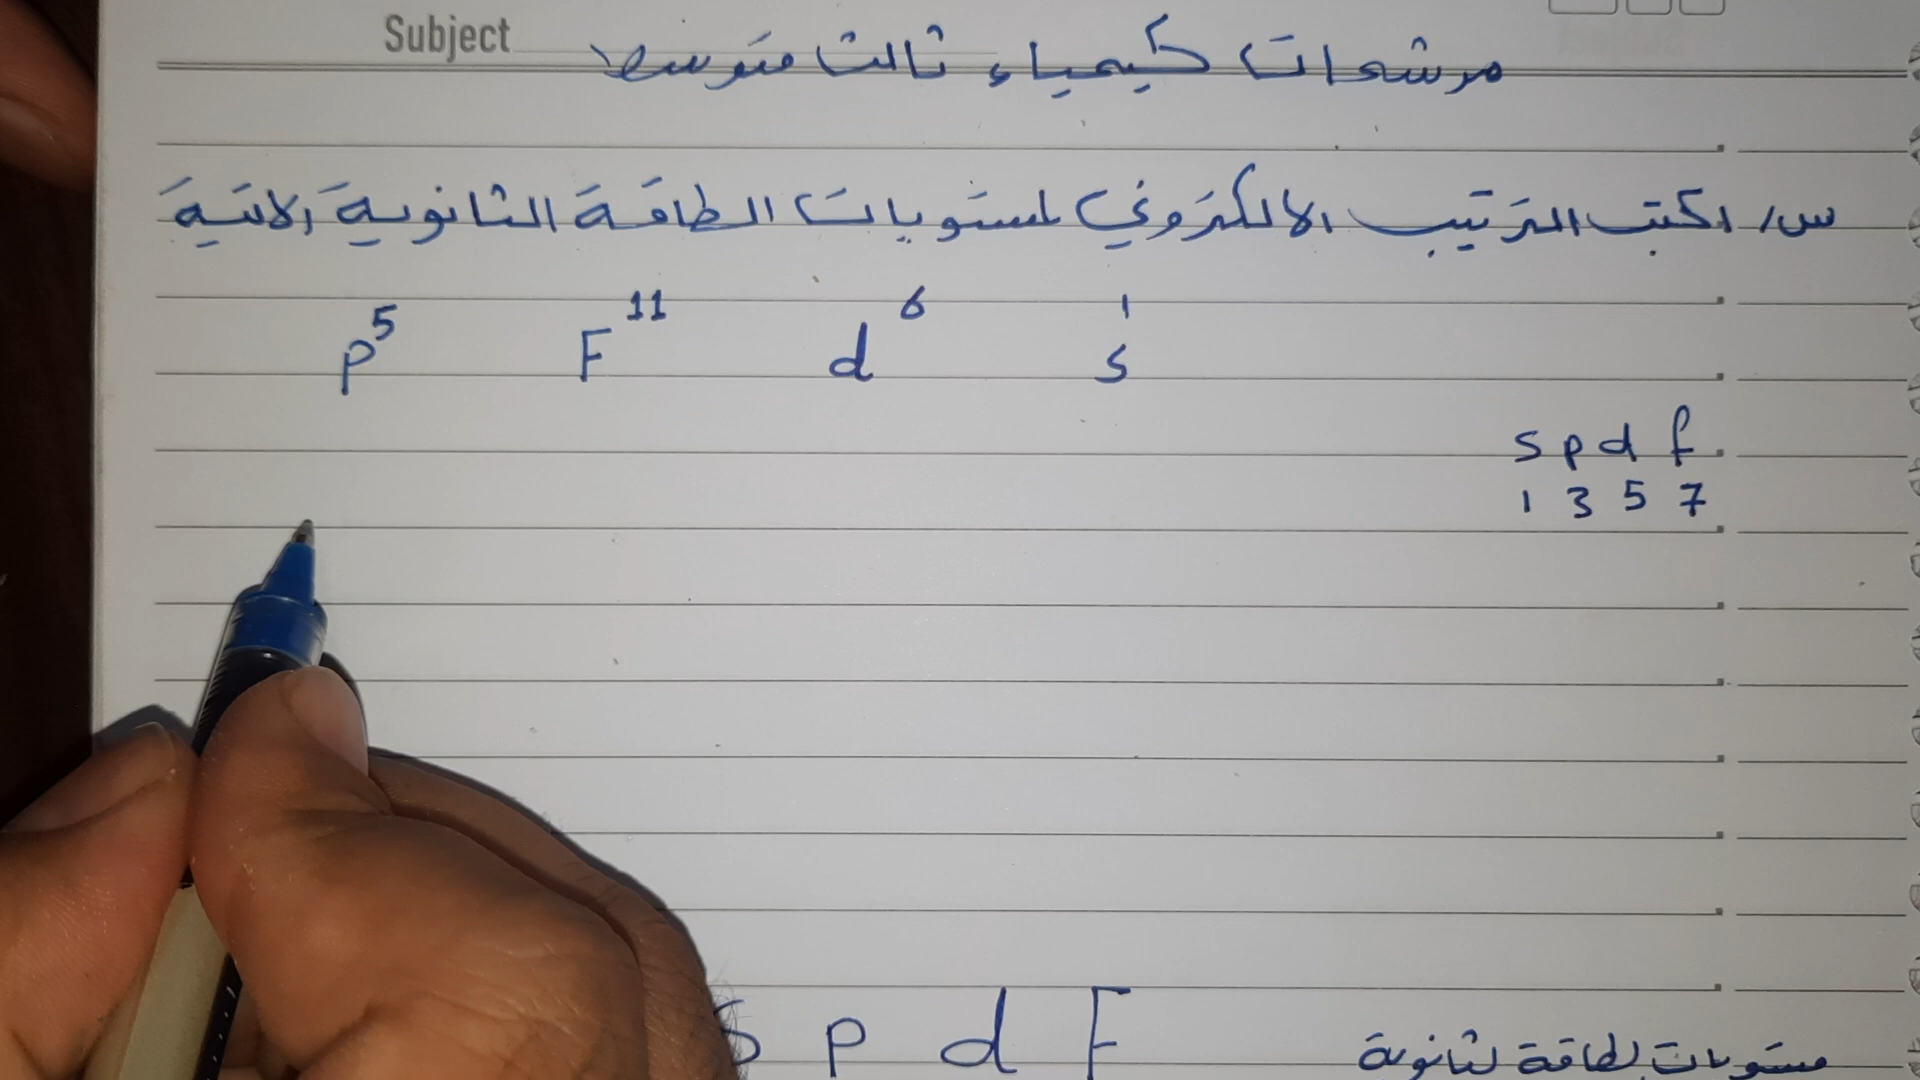 Subject
مرشحات كيمياء ثالث متوسط
س/ اكتب الترتيب الالكتروني لمستويات الطاقة الثانوية الاتية
P⁵ F¹¹ d⁶ s¹
s p d f
1 3 5 7
s p d F
مستويات الطاقة الثانوية